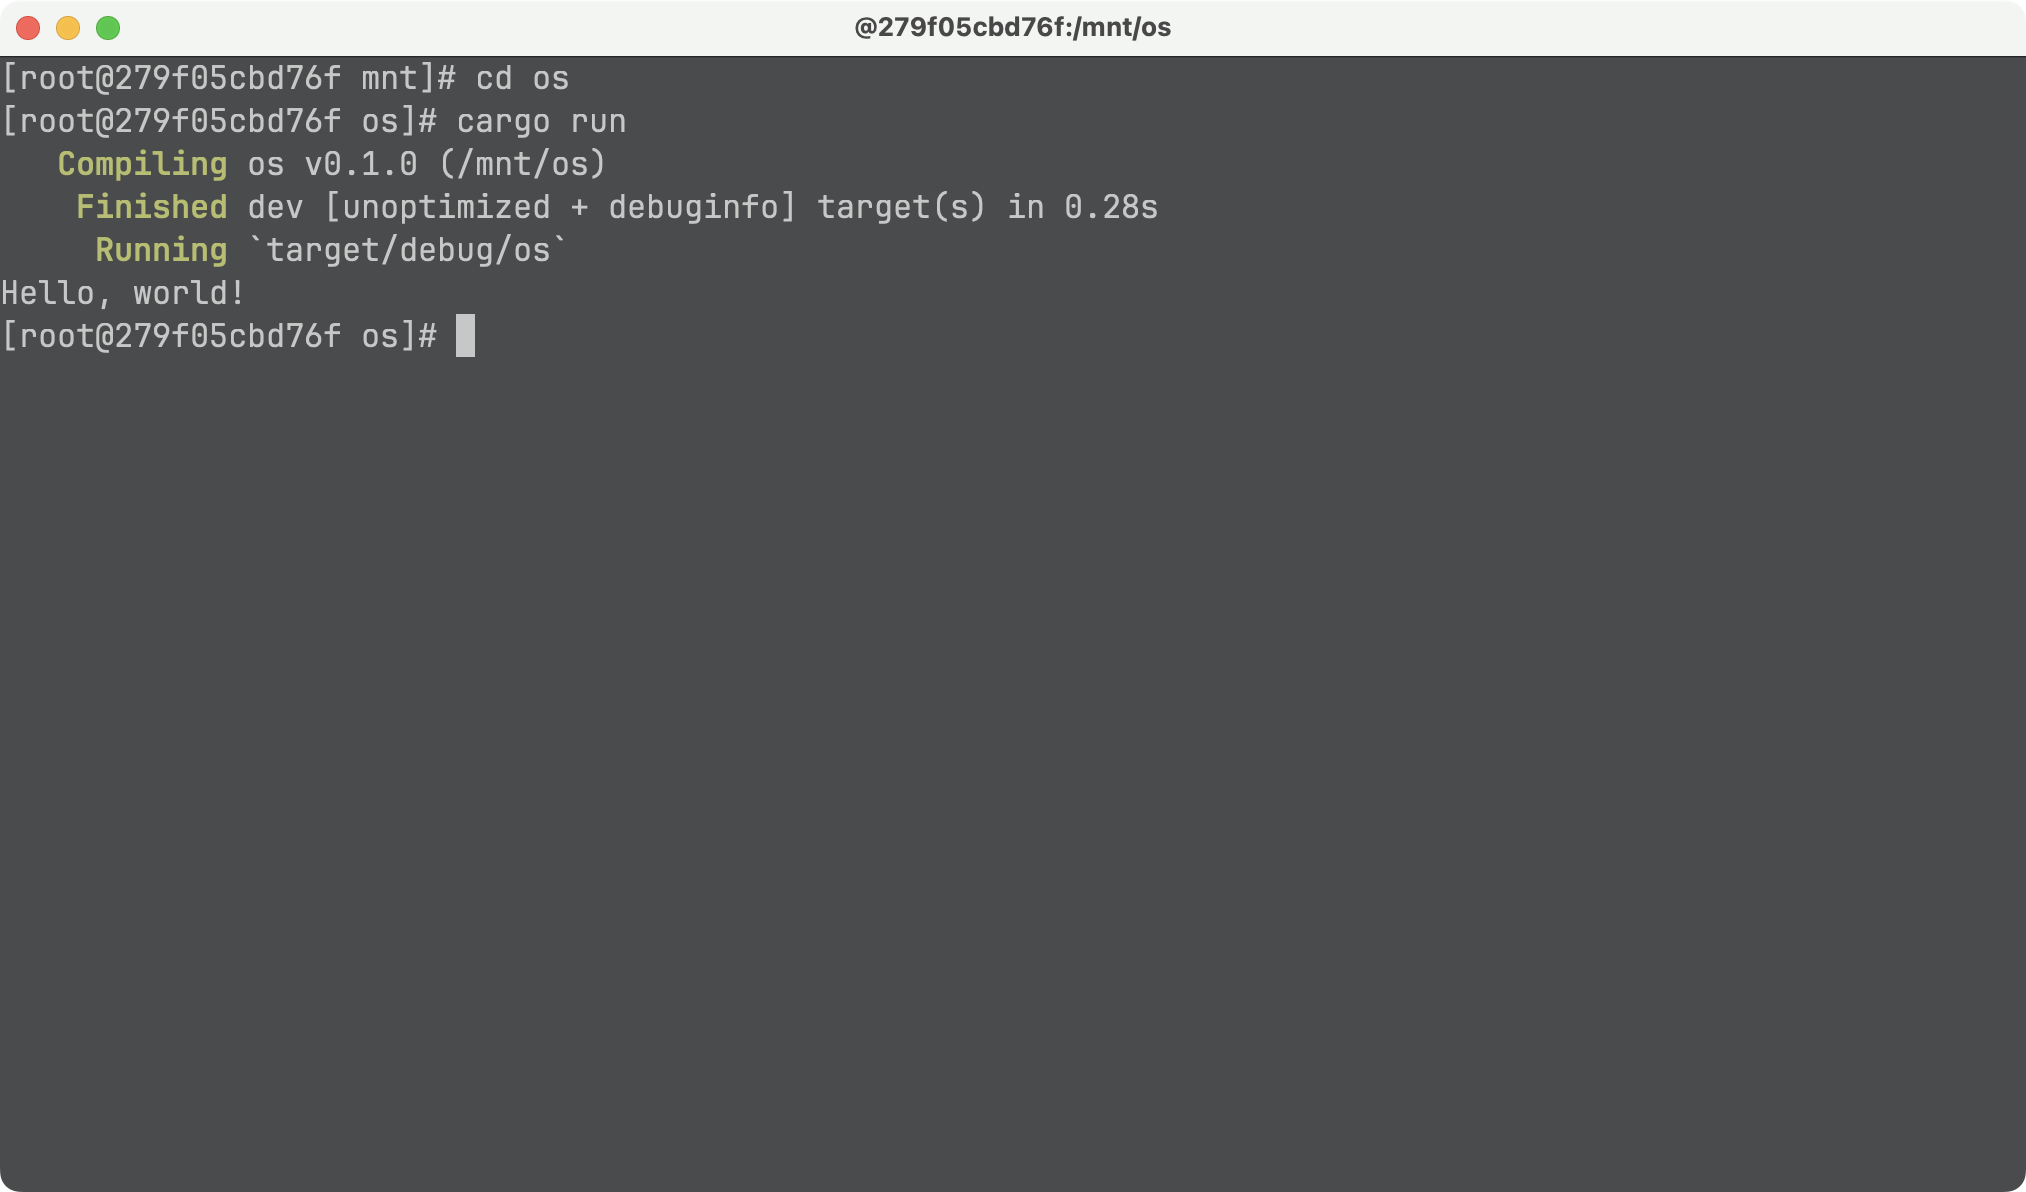 @279f05cbd76f:/mnt/os
[root@279f05cbd76f mnt]# cd os
[root@279f05cbd76f os]# cargo run
   Compiling os v0.1.0 (/mnt/os)
    Finished dev [unoptimized + debuginfo] target(s) in 0.28s
     Running `target/debug/os`
Hello, world!
[root@279f05cbd76f os]#